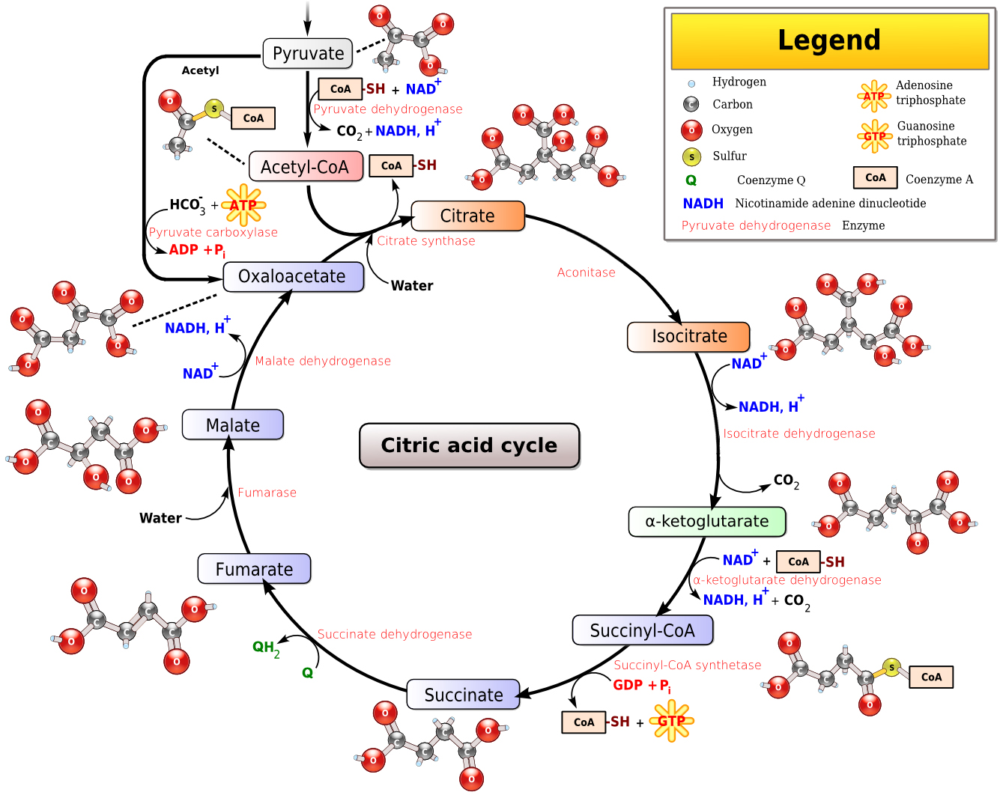 Pyruvate
Acetyl
CoA -SH + NAD+
Pyruvate dehydrogenase
CO2 + NADH, H+
O
C
S
CoA
Acetyl-CoA
CoA -SH
HCO3- + ATP
Pyruvate carboxylase
ADP + Pi
Citrate
Citrate synthase
Water
Oxaloacetate
Aconitase
Isocitrate
NAD+
NADH, H+
Isocitrate dehydrogenase
CO2
α-ketoglutarate
NAD+ + CoA -SH
α-ketoglutarate dehydrogenase
NADH, H+ + CO2
Succinyl-CoA
Succinyl-CoA synthetase
GDP + Pi
CoA -SH + GTP
S
CoA
Succinate
Succinate dehydrogenase
QH2
Q
Fumarate
Fumarase
Water
Malate
Malate dehydrogenase
NAD+
NADH, H+
Citric acid cycle
Legend
Hydrogen
C Carbon
O Oxygen
S Sulfur
Q Coenzyme Q
ATP Adenosine
triphosphate
GTP Guanosine
triphosphate
CoA Coenzyme A
NADH Nicotinamide adenine dinucleotide
Pyruvate dehydrogenase Enzyme